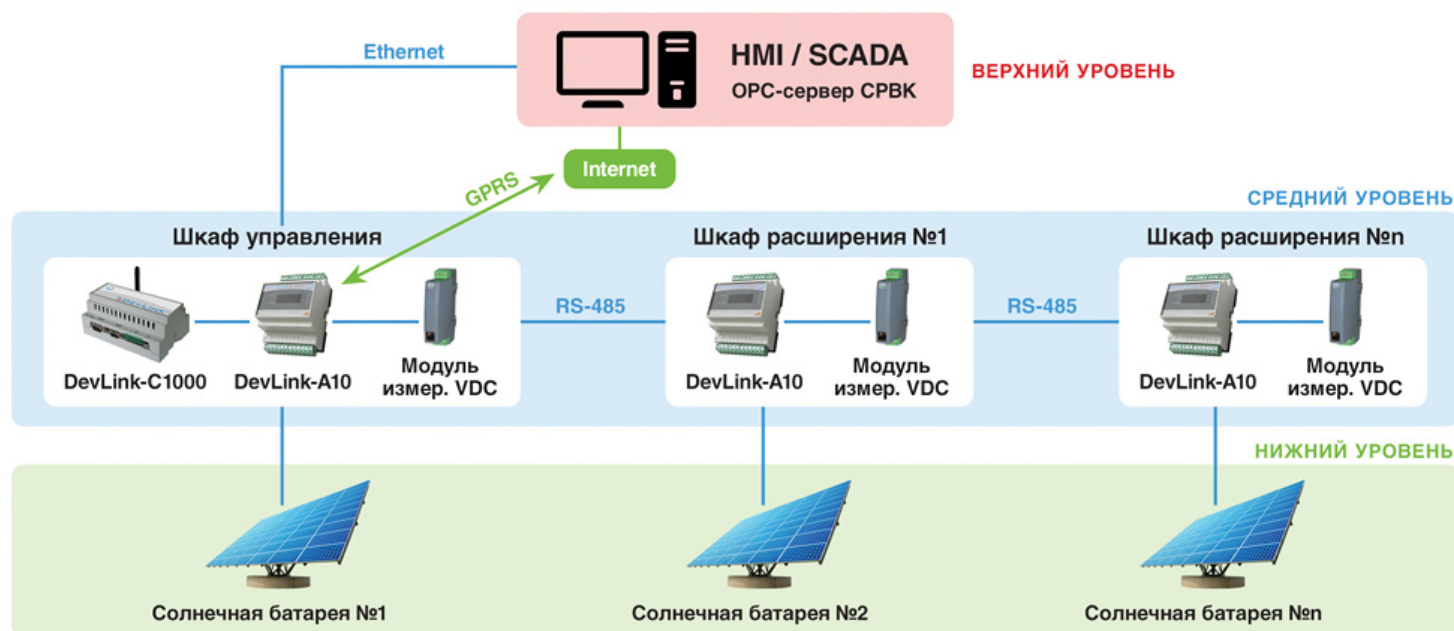 Ethernet
HMI / SCADA
OPC-сервер СРВК
ВЕРХНИЙ УРОВЕНЬ
Internet
GPRS
СРЕДНИЙ УРОВЕНЬ
Шкаф управления
Шкаф расширения №1
Шкаф расширения №n
DEVLINK
RS-485
RS-485
DevLink-C1000
DevLink-A10
Модуль
измер. VDC
DevLink-A10
Модуль
измер. VDC
DevLink-A10
Модуль
измер. VDC
НИЖНИЙ УРОВЕНЬ
Солнечная батарея №1
Солнечная батарея №2
Солнечная батарея №n